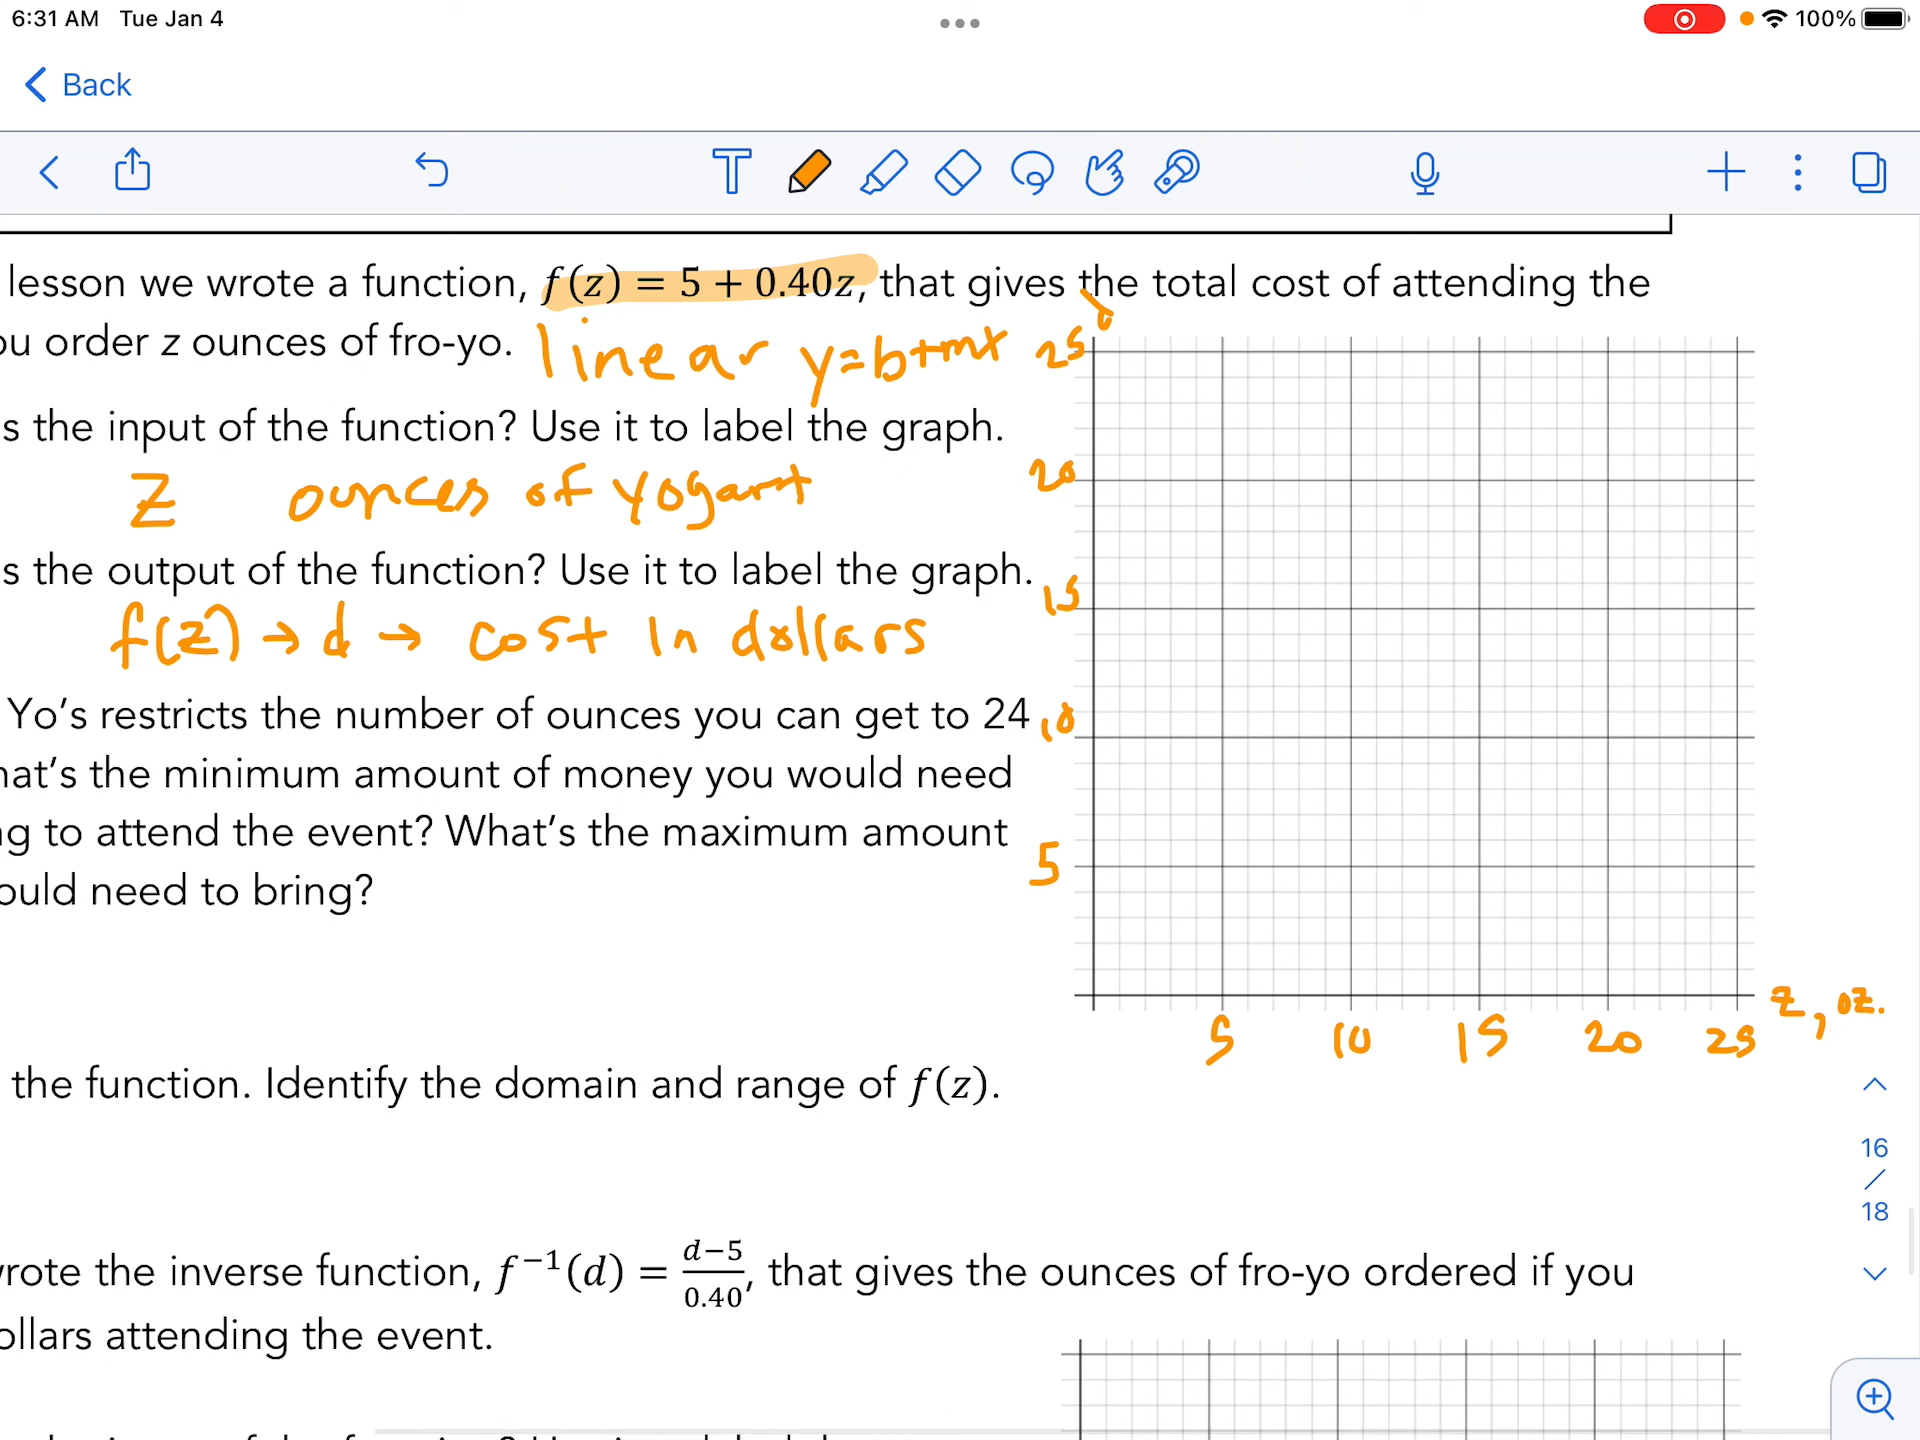 6:31 AM Tue Jan 4
100%
Back
lesson we wrote a function, f(z) = 5 + 0.40z, that gives the total cost of attending the
ou order z ounces of fro-yo.
linear y=b+mx
s the input of the function? Use it to label the graph.
z ounces of yogart
s the output of the function? Use it to label the graph.
f(z) → d → cost in dollars
Yo's restricts the number of ounces you can get to 24
hat's the minimum amount of money you would need
ng to attend the event? What's the maximum amount
ould need to bring?
25
20
15
10
5
5 10 15 20 25
z, oz.
the function. Identify the domain and range of f(z).
16
/
18
wrote the inverse function, f⁻¹(d) = (d−5)/0.40, that gives the ounces of fro-yo ordered if you
ollars attending the event.